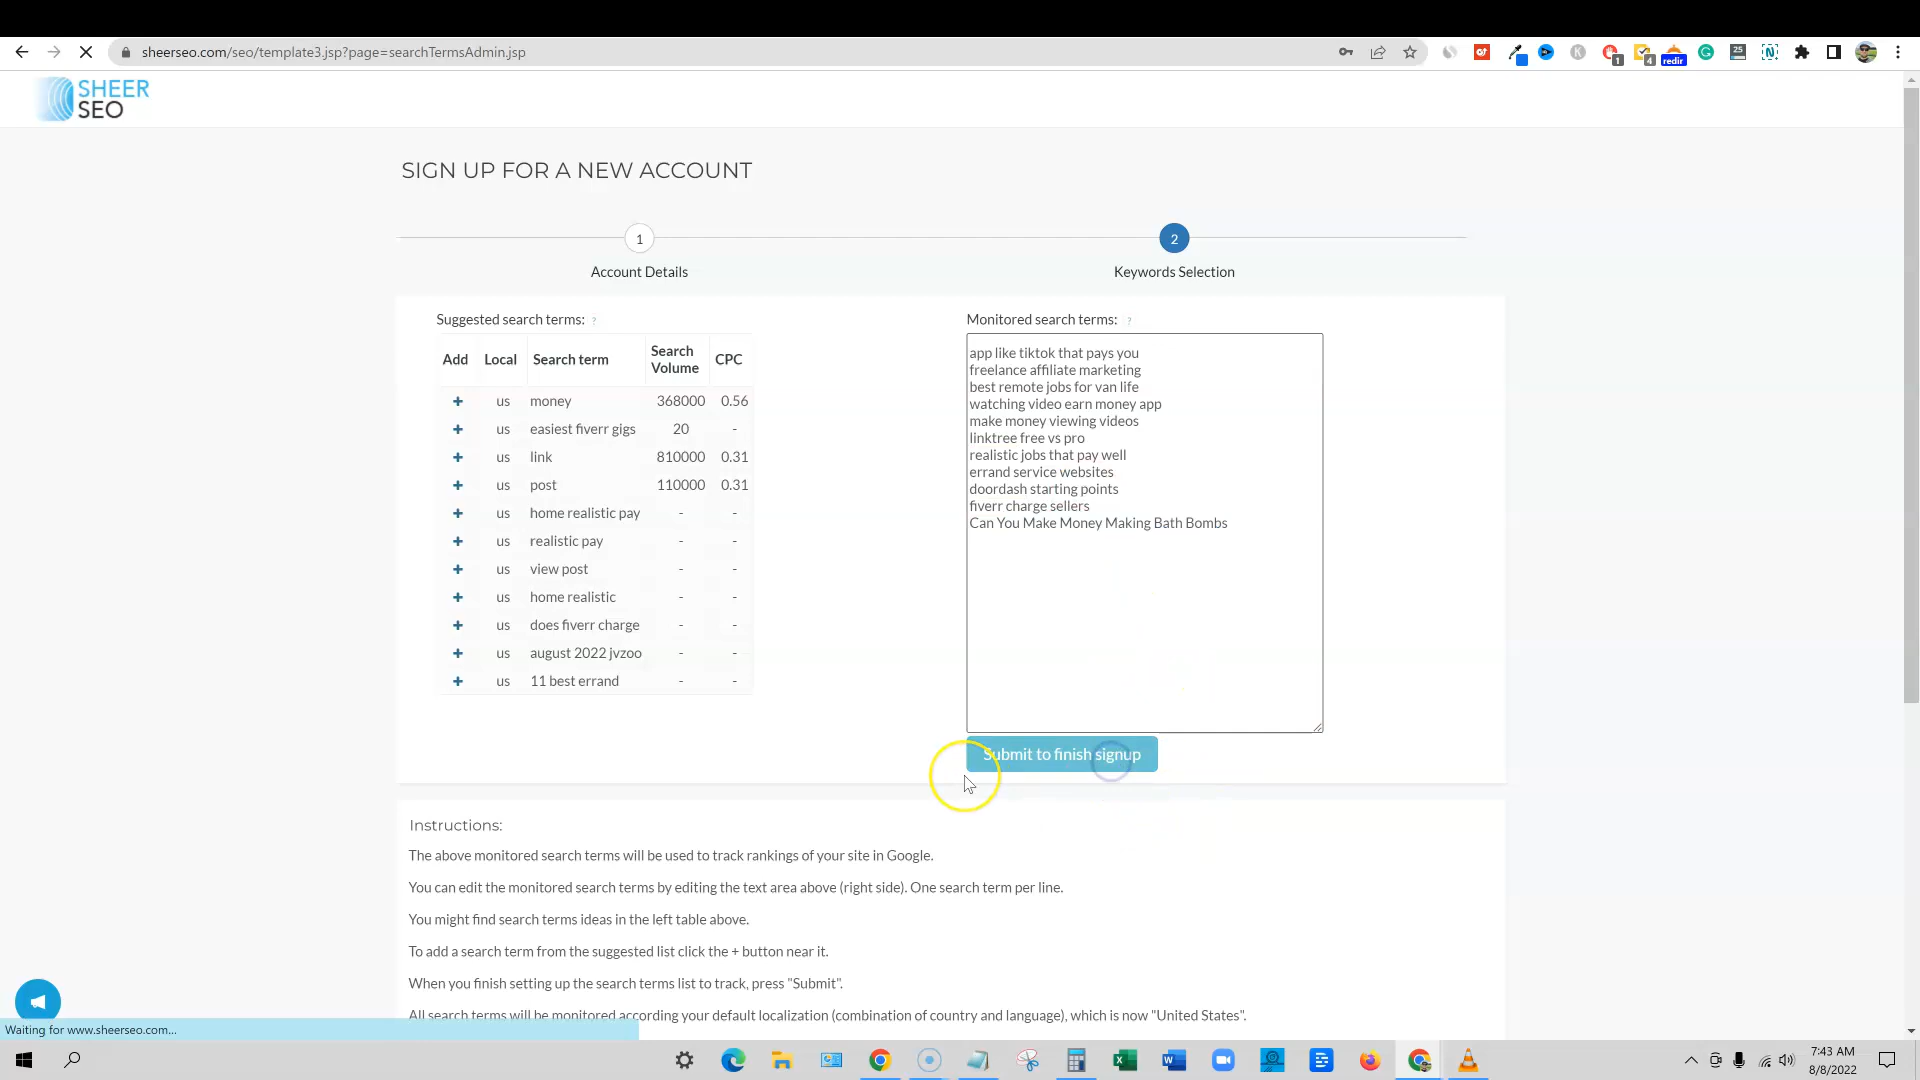 sheerseo.com/seo/template3.jsp?page=searchTermsAdmin.jsp
1
4
redir
25
SHEER
SEO
SIGN UP FOR A NEW ACCOUNT
1
2
Account Details
Keywords Selection
Suggested search terms: ?
Add Local Search term Search Volume CPC
+ us money 368000 0.56
+ us easiest fiverr gigs 20 -
+ us link 810000 0.31
+ us post 110000 0.31
+ us home realistic pay - -
+ us realistic pay - -
+ us view post - -
+ us home realistic - -
+ us does fiverr charge - -
+ us august 2022 jvzoo - -
+ us 11 best errand - -
Monitored search terms: ?
app like tiktok that pays you
freelance affiliate marketing
best remote jobs for van life
watching video earn money app
make money viewing videos
linktree free vs pro
realistic jobs that pay well
errand service websites
doordash starting points
fiverr charge sellers
Can You Make Money Making Bath Bombs
Submit to finish signup
Instructions:
The above monitored search terms will be used to track rankings of your site in Google.
You can edit the monitored search terms by editing the text area above (right side). One search term per line.
You might find search terms ideas in the left table above.
To add a search term from the suggested list click the + button near it.
When you finish setting up the search terms list to track, press "Submit".
All search terms will be monitored according your default localization (combination of country and language), which is now "United States".
Waiting for www.sheerseo.com...
7:43 AM
8/8/2022